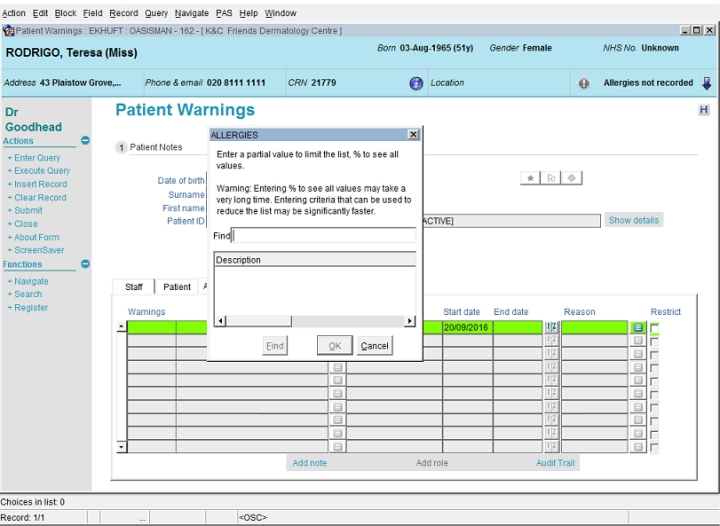 Action Edit Block Field Record Query Navigate PAS Help Window
Patient Warnings : EKHUFT : OASISMAN - 162 - [ K&C Friends Dermatology Centre ]
RODRIGO, Teresa (Miss)
Born 03-Aug-1965 (51y) Gender Female NHS No. Unknown
Address 43 Plaistow Grove,... Phone & email 020 8111 1111 CRN 21779 Location Allergies not recorded
Dr
Goodhead
Actions
+ Enter Query
+ Execute Query
+ Insert Record
+ Clear Record
+ Submit
+ Close
+ About Form
+ ScreenSaver
Functions
+ Navigate
+ Search
+ Register
Patient Warnings H
1 Patient Notes
Date of birth
Surname
First name
Patient ID
ACTIVE] Show details
ALLERGIES
Enter a partial value to limit the list, % to see all
values.
Warning: Entering % to see all values may take a
very long time. Entering criteria that can be used to
reduce the list may be significantly faster.
Find
Description
Find OK Cancel
Staff Patient A
Warnings Start date End date Reason Restrict
20/09/2016
Add note Add role Audit Trail
Choices in list: 0
Record: 1/1 ... <OSC>